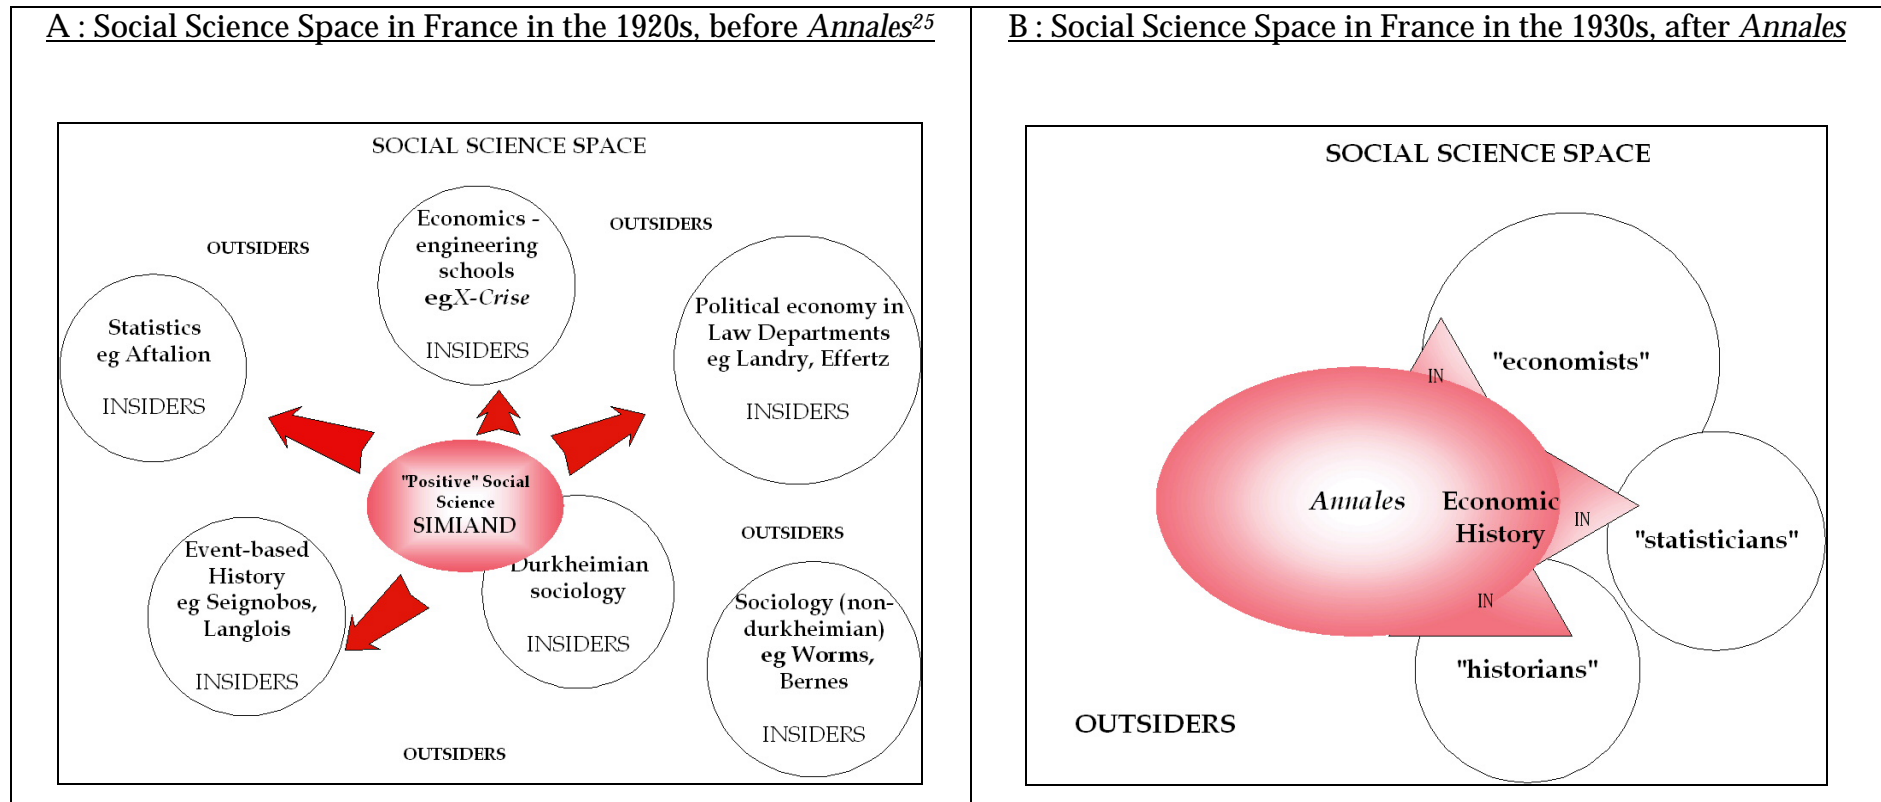 A : Social Science Space in France in the 1920s, before Annales25
SOCIAL SCIENCE SPACE
OUTSIDERS
OUTSIDERS
Economics -
engineering
schools
egX-Crise
INSIDERS
Statistics
eg Aftalion
INSIDERS
Political economy in
Law Departments
eg Landry, Effertz
INSIDERS
"Positive" Social
Science
SIMIAND
OUTSIDERS
Event-based
History
eg Seignobos,
Langlois
INSIDERS
Durkheimian
sociology
INSIDERS
Sociology (non-
durkheimian)
eg Worms,
Bernes
INSIDERS
OUTSIDERS
B : Social Science Space in France in the 1930s, after Annales
SOCIAL SCIENCE SPACE
"economists"
IN
Annales
Economic
History
IN
"statisticians"
IN
"historians"
OUTSIDERS